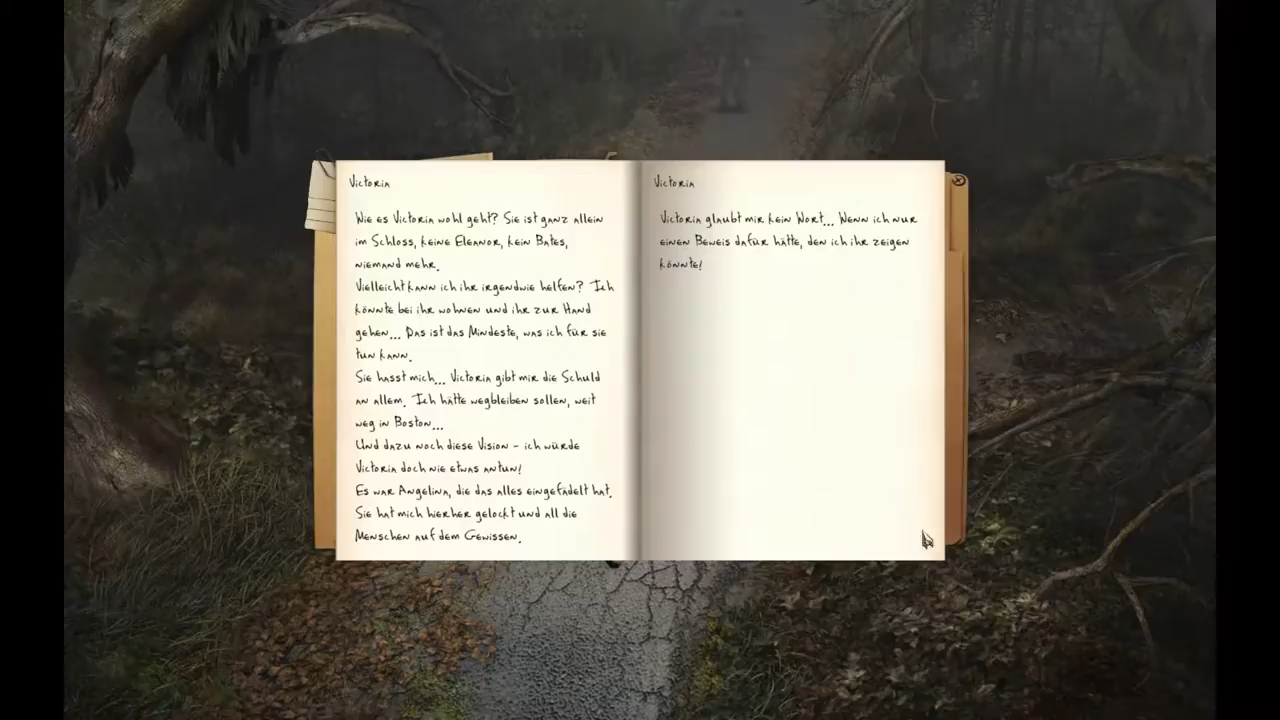 Victoria
Wie es Victoria wohl geht? Sie ist ganz allein
im Schloss, keine Eleanor, kein Bates,
niemand mehr.
Vielleicht kann ich ihr irgendwie helfen? Ich
könnte bei ihr wohnen und ihr zur Hand
gehen... Das ist das Mindeste, was ich für sie
tun kann.
Sie hasst mich... Victoria gibt mir die Schuld
an allem. Ich hätte wegbleiben sollen, weit
weg in Boston...
Und dazu noch diese Vision - ich würde
Victoria doch nie etwas antun!
Es war Angelina, die das alles eingefädelt hat.
Sie hat mich hierher gelockt und all die
Menschen auf dem Gewissen.
Victoria
Victoria glaubt mir kein Wort... Wenn ich nur
einen Beweis dafür hätte, den ich ihr zeigen
könnte!